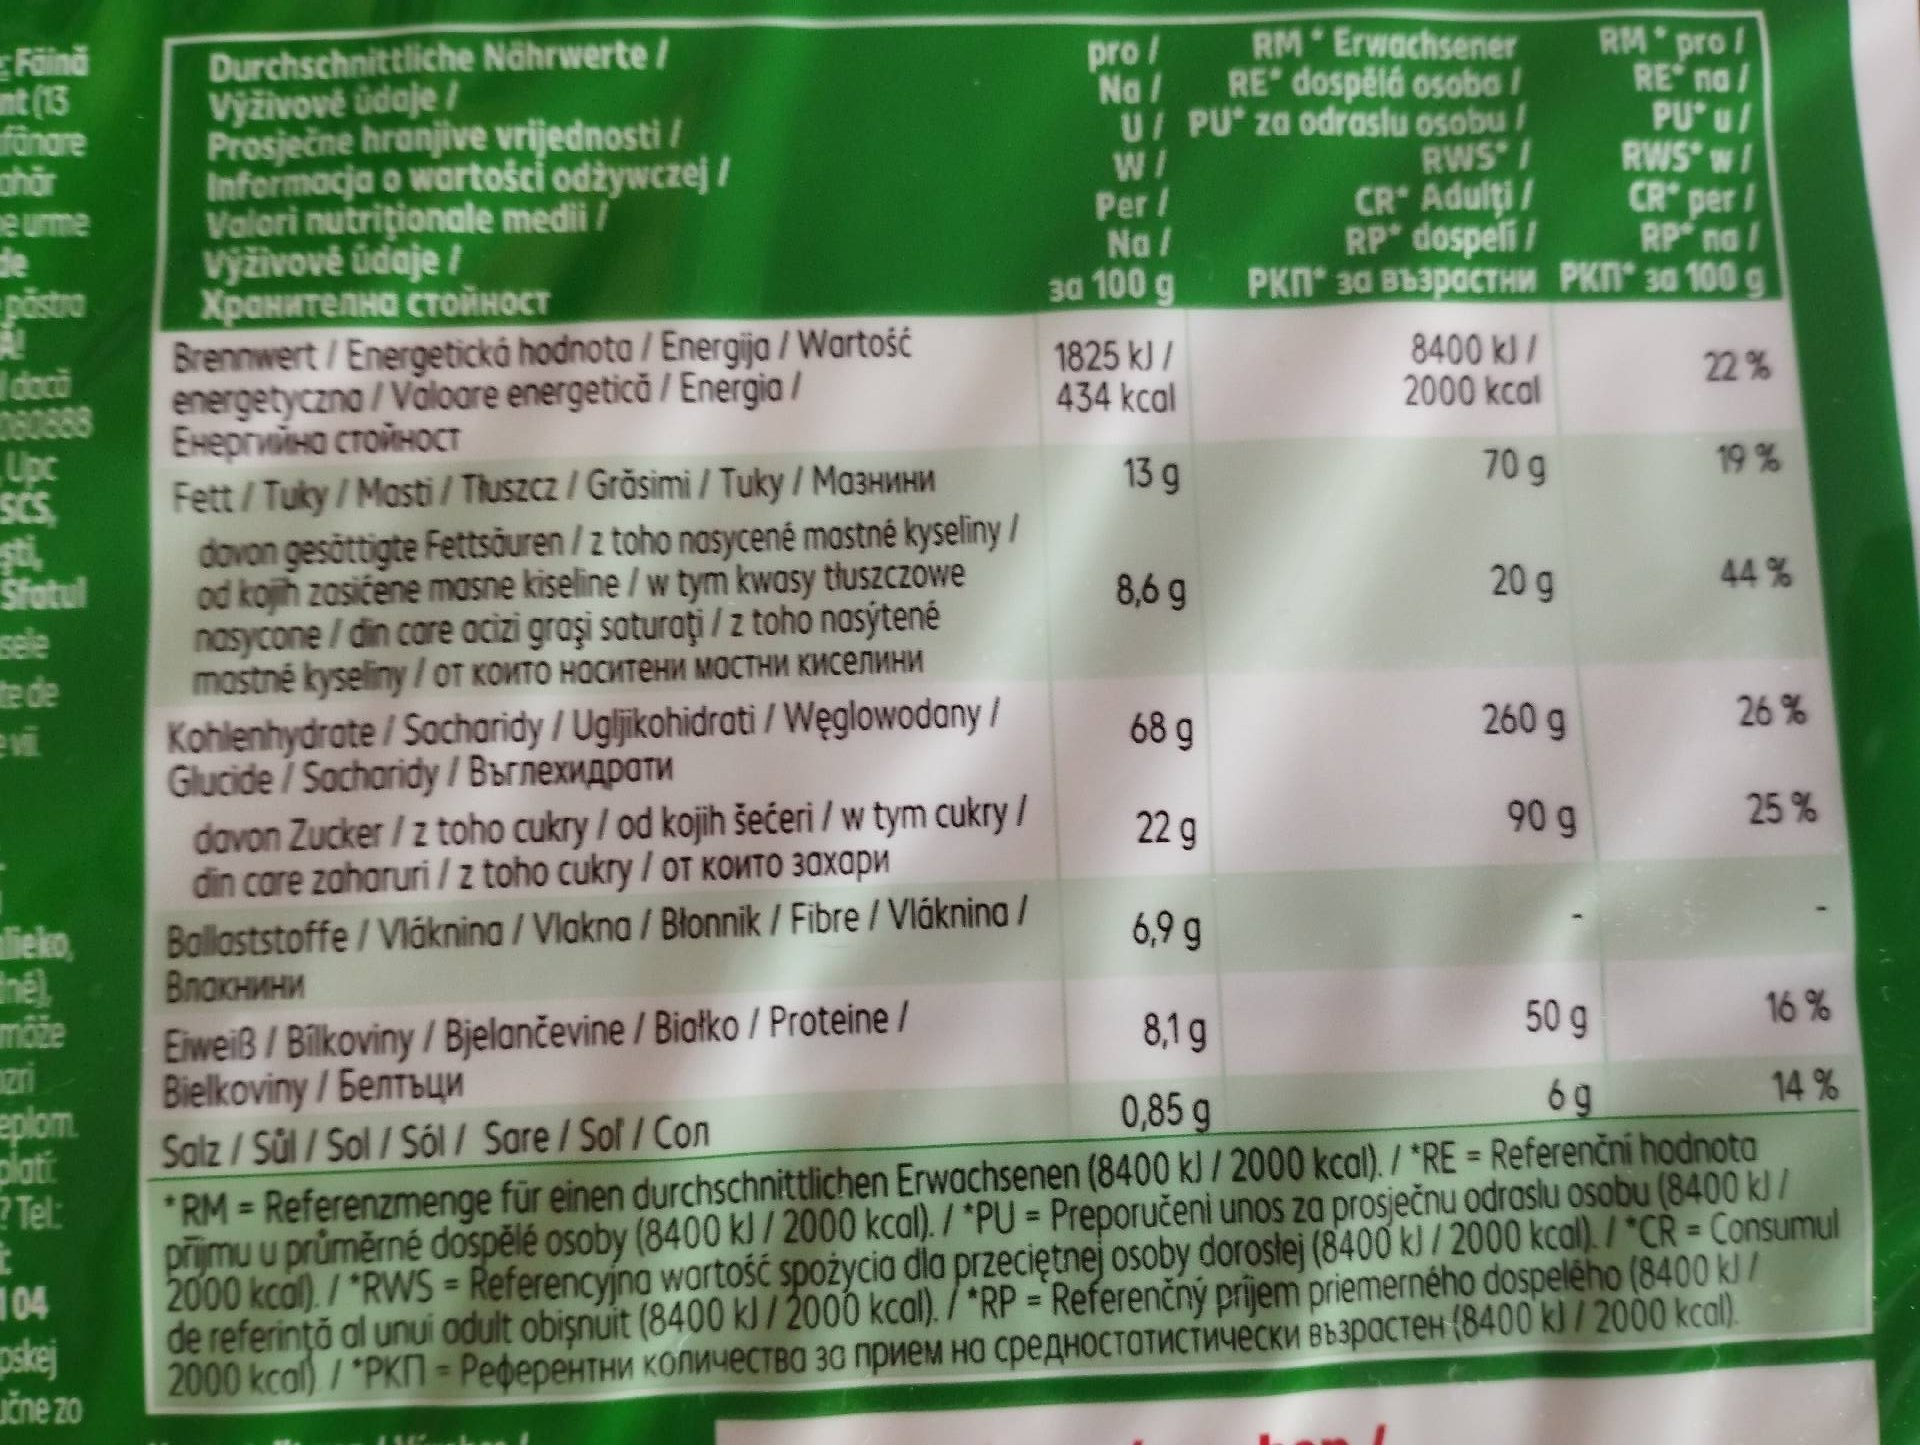 Făină
(13
Upc
SCS,
Sfatul
Tel.:
104
Durchschnittliche Nährwerte /
Výživové údaje /
Prosječne hranjive vrijednosti /
Informacja o wartości odżywczej /
Valori nutriționale medii /
Výživové údaje /
Хранителна стойност
pro /
Na /
U /
W /
Per /
Na /
за 100 g
RM* Erwachsener
RE* dospělá osoba /
PU* za odraslu osobu /
RWS* /
CR* Adulți /
RP* dospelí /
РКП* за възрастни
RM* pro /
RE* na /
PU* u /
RWS* w /
CR* per /
RP* na /
РКП* за 100 g
Brennwert / Energetická hodnota / Energija / Wartość
energetyczna / Valoare energetică / Energia /
Енергийна стойност
1825 kJ /
434 kcal
8400 kJ /
2000 kcal
22 %
Fett / Tuky / Masti / Tłuszcz / Grăsimi / Tuky / Мазнини 13 g 70 g 19 %
davon gesättigte Fettsäuren / z toho nasycené mastné kyseliny /
od kojih zasićene masne kiseline / w tym kwasy tłuszczowe
nasycone / din care acizi grași saturați / z toho nasýtené
mastné kyseliny / от които наситени мастни киселини
8,6 g 20 g 44 %
Kohlenhydrate / Sacharidy / Ugljikohidrati / Węglowodany /
Glucide / Sacharidy / Въглехидрати
68 g 260 g 26 %
davon Zucker / z toho cukry / od kojih šećeri / w tym cukry /
din care zaharuri / z toho cukry / от които захари
22 g 90 g 25 %
Ballaststoffe / Vláknina / Vlakna / Błonnik / Fibre / Vláknina /
Влакнини
6,9 g - -
Eiweiß / Bílkoviny / Bjelančevine / Białko / Proteine /
Bielkoviny / Белтъци
8,1 g 50 g 16 %
Salz / Sůl / Sol / Sól / Sare / Soľ / Сол 0,85 g 6 g 14 %
*RM = Referenzmenge für einen durchschnittlichen Erwachsenen (8400 kJ / 2000 kcal). / *RE = Referenční hodnota
příjmu u průměrné dospělé osoby (8400 kJ / 2000 kcal). / *PU = Preporučeni unos za prosječnu odraslu osobu (8400 kJ /
2000 kcal). / *RWS = Referencyjna wartość spożycia dla przeciętnej osoby dorosłej (8400 kJ / 2000 kcal). / *CR = Consumul
de referință al unui adult obișnuit (8400 kJ / 2000 kcal). / *RP = Referenčný príjem priemerného dospelého (8400 kJ /
2000 kcal) / *РКП = Референтни количества за прием на средностатистически възрастен (8400 kJ / 2000 kcal).